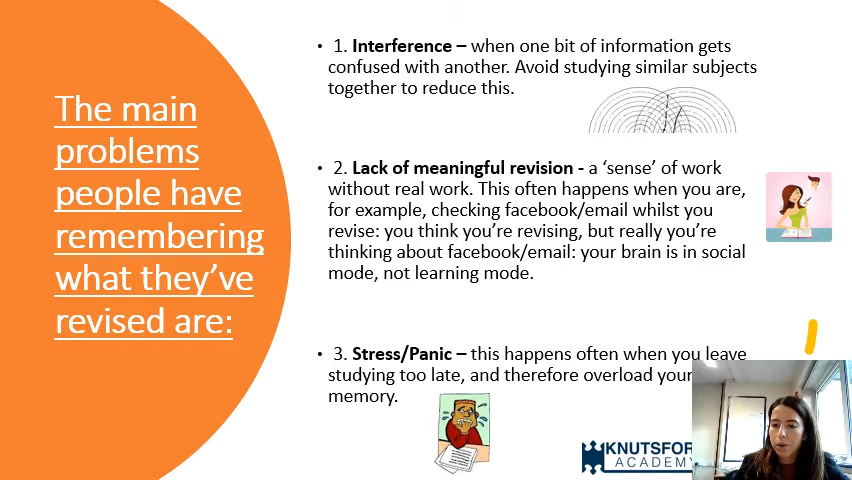 The main
problems
people have
remembering
what they’ve
revised are:
• 1. Interference – when one bit of information gets
confused with another. Avoid studying similar subjects
together to reduce this.
• 2. Lack of meaningful revision - a ‘sense’ of work
without real work. This often happens when you are,
for example, checking facebook/email whilst you
revise: you think you’re revising, but really you’re
thinking about facebook/email: your brain is in social
mode, not learning mode.
• 3. Stress/Panic – this happens often when you leave
studying too late, and therefore overload your
memory.
KNUTSFOR
ACADEMY